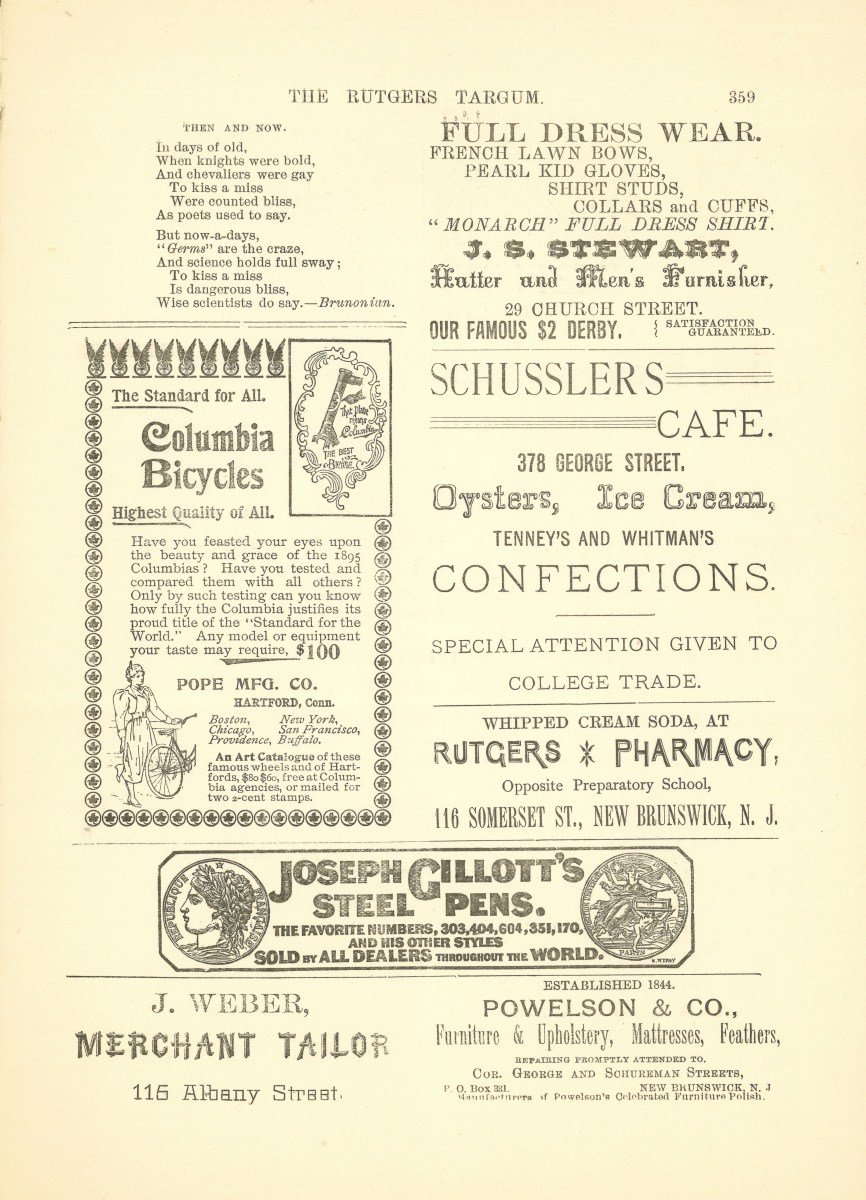 THE RUTGERS TARGUM. 359
THEN AND NOW.
In days of old,
When knights were bold,
And chevaliers were gay
To kiss a miss
Were counted bliss,
As poets used to say.
But now-a-days,
"Germs" are the craze,
And science holds full sway;
To kiss a miss
Is dangerous bliss,
Wise scientists do say.—Brunonian.
The Standard for All.
Columbia
Bicycles
Highest Quality of All.
That Plate
means
Columbia
THE BEST
Bicycle.
Have you feasted your eyes upon
the beauty and grace of the 1895
Columbias? Have you tested and
compared them with all others?
Only by such testing can you know
how fully the Columbia justifies its
proud title of the "Standard for the
World." Any model or equipment
your taste may require, $100
POPE MFG. CO.
HARTFORD, Conn.
Boston, New York,
Chicago, San Francisco,
Providence, Buffalo.
An Art Catalogue of these
famous wheels and of Hart-
fords, $80 $60, free at Colum-
bia agencies, or mailed for
two 2-cent stamps.
FULL DRESS WEAR.
FRENCH LAWN BOWS,
PEARL KID GLOVES,
SHIRT STUDS,
COLLARS and CUFFS,
"MONARCH" FULL DRESS SHIRT.
J. S. STEWART,
Hatter and Men's Furnisher,
29 CHURCH STREET.
OUR FAMOUS $2 DERBY. { SATISFACTION
GUARANTEED.
SCHUSSLERS
CAFE.
378 GEORGE STREET.
Oysters, Ice Cream,
TENNEY'S AND WHITMAN'S
CONFECTIONS.
SPECIAL ATTENTION GIVEN TO
COLLEGE TRADE.
WHIPPED CREAM SODA, AT
RUTGERS PHARMACY,
Opposite Preparatory School,
116 SOMERSET ST., NEW BRUNSWICK, N. J.
REPUBLIQUE FRANÇAISE
JOSEPH GILLOTT'S
STEEL PENS.
THE FAVORITE NUMBERS, 303, 404, 604, 351, 170,
AND HIS OTHER STYLES
SOLD BY ALL DEALERS THROUGHOUT THE WORLD.
PARIS
J. WEBER,
MERCHANT TAILOR
115 Albany Street.
ESTABLISHED 1844.
POWELSON & CO.,
Furniture & Upholstery, Mattresses, Feathers,
REPAIRING PROMPTLY ATTENDED TO.
COR. GEORGE AND SCHUREMAN STREETS,
P. O. Box 331. NEW BRUNSWICK, N. J
Manufacturers of Powelson's Celebrated Furniture Polish.